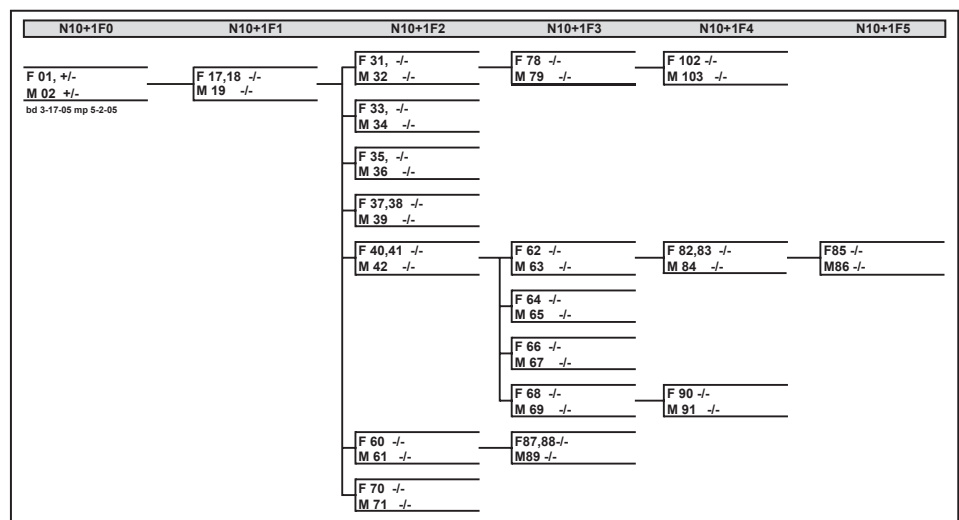 N10+1F0 N10+1F1 N10+1F2 N10+1F3 N10+1F4 N10+1F5
F 01, +/-
M 02 +/-
bd 3-17-05 mp 5-2-05
F 17,18 -/-
M 19 -/-
F 31, -/-
M 32 -/-
F 78 -/-
M 79 -/-
F 102 -/-
M 103 -/-
F 33, -/-
M 34 -/-
F 35, -/-
M 36 -/-
F 37,38 -/-
M 39 -/-
F 40,41 -/-
M 42 -/-
F 62 -/-
M 63 -/-
F 82,83 -/-
M 84 -/-
F85 -/-
M86 -/-
F 64 -/-
M 65 -/-
F 66 -/-
M 67 -/-
F 68 -/-
M 69 -/-
F 90 -/-
M 91 -/-
F 60 -/-
M 61 -/-
F87,88-/-
M89 -/-
F 70 -/-
M 71 -/-